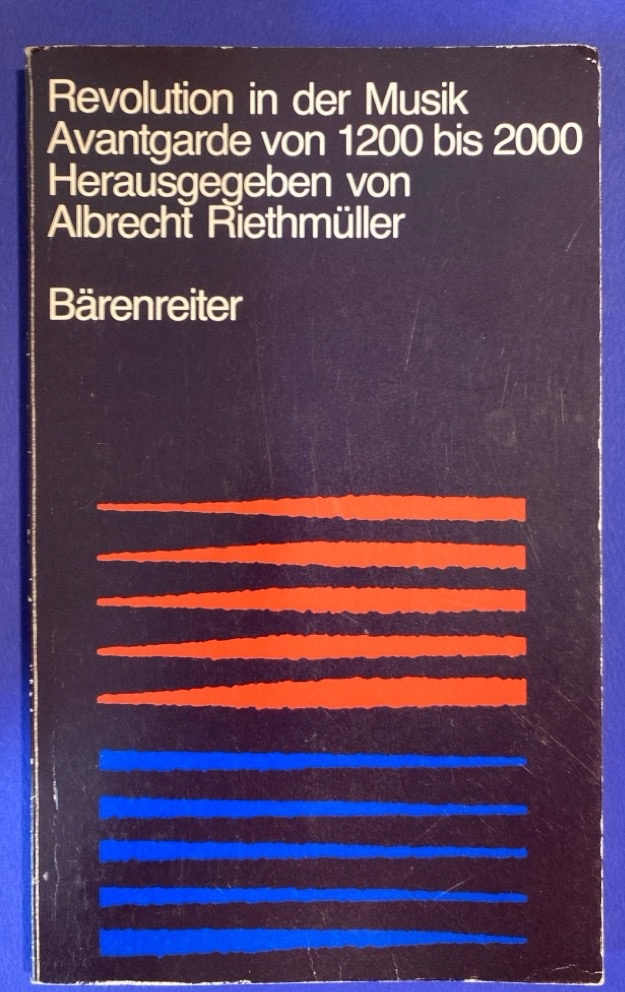 Revolution in der Musik
Avantgarde von 1200 bis 2000
Herausgegeben von
Albrecht Riethmüller
Bärenreiter